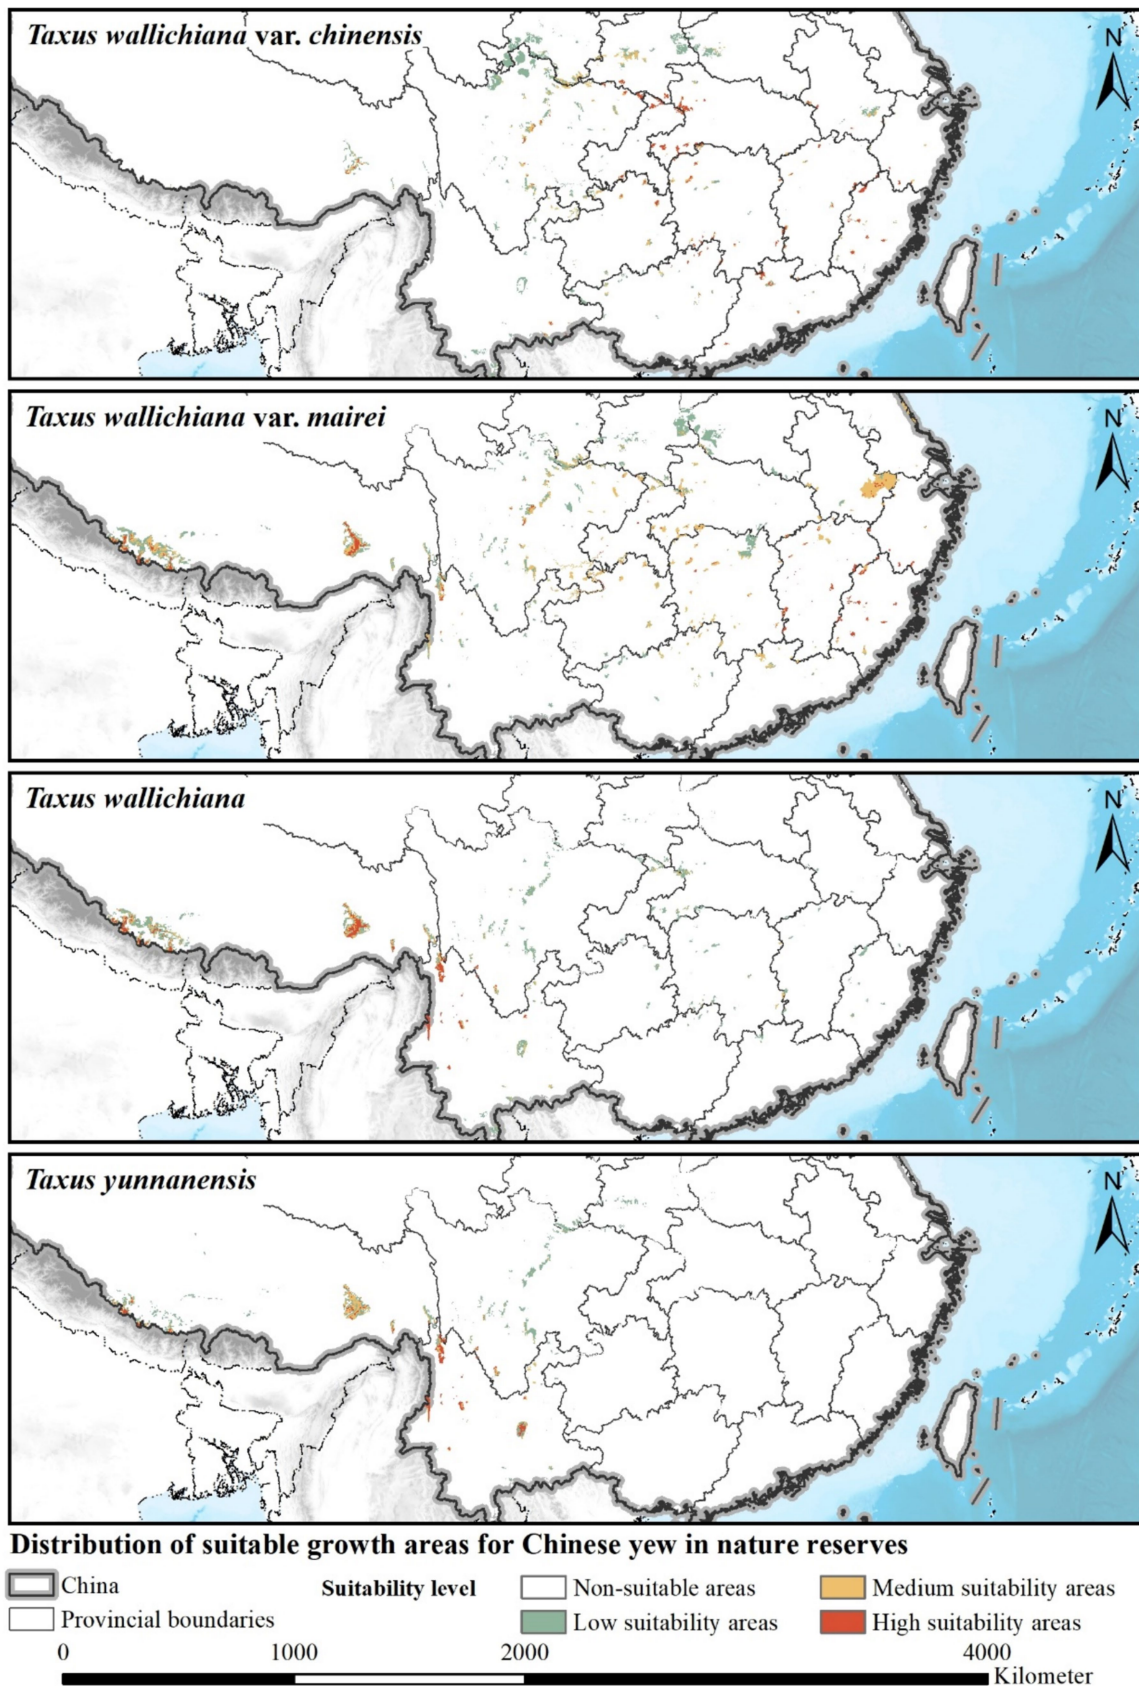 Taxus wallichiana var. chinensis
N
Taxus wallichiana var. mairei
N
Taxus wallichiana
N
Taxus yunnanensis
N
Distribution of suitable growth areas for Chinese yew in nature reserves
China
Suitability level
Non-suitable areas
Medium suitability areas
Provincial boundaries
Low suitability areas
High suitability areas
0 1000 2000 4000
Kilometer